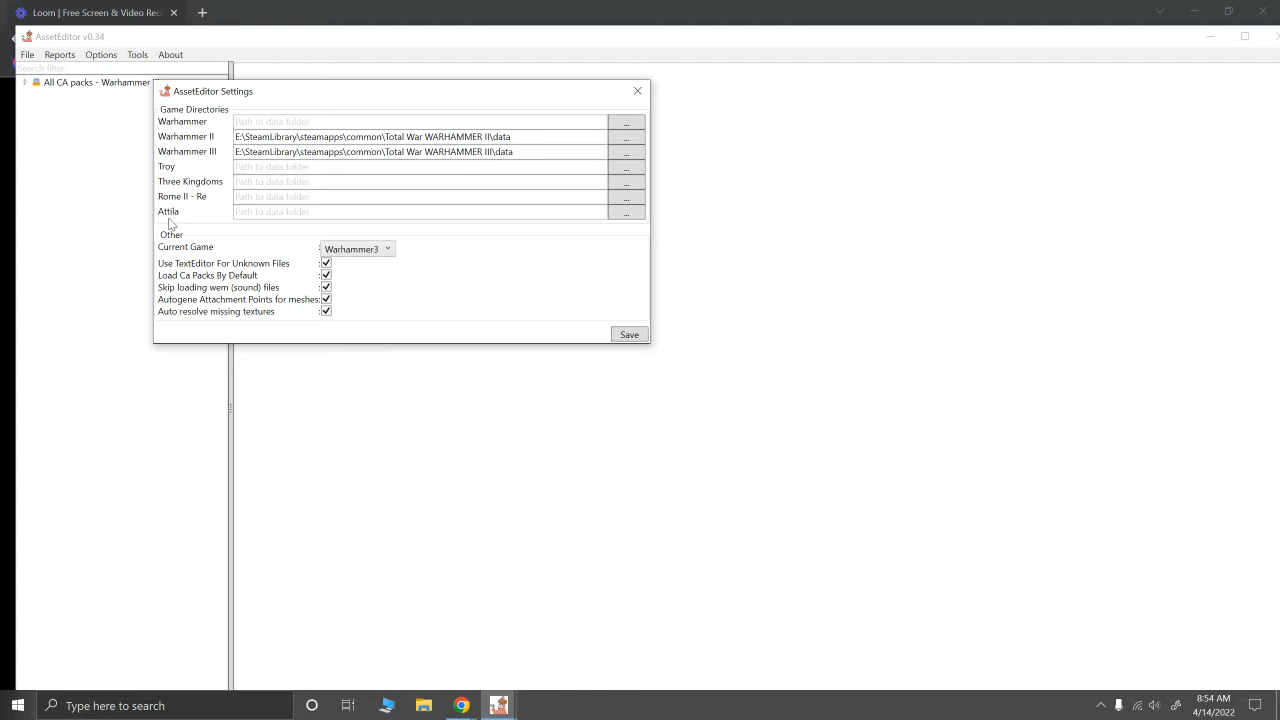 Loom | Free Screen & Video Rec
AssetEditor v0.34
File Reports Options Tools About
Search filter
All CA packs - Warhammer
AssetEditor Settings
Game Directories
Warhammer Path to data folder ...
Warhammer II E:\SteamLibrary\steamapps\common\Total War WARHAMMER II\data ...
Warhammer III E:\SteamLibrary\steamapps\common\Total War WARHAMMER III\data ...
Troy Path to data folder ...
Three Kingdoms Path to data folder ...
Rome II - Re Path to data folder ...
Attila Path to data folder ...
Other
Current Game : Warhammer3
Use TextEditor For Unknown Files :
Load Ca Packs By Default :
Skip loading wem (sound) files :
Autogene Attachment Points for meshes:
Auto resolve missing textures :
Save
Type here to search
8:54 AM
4/14/2022